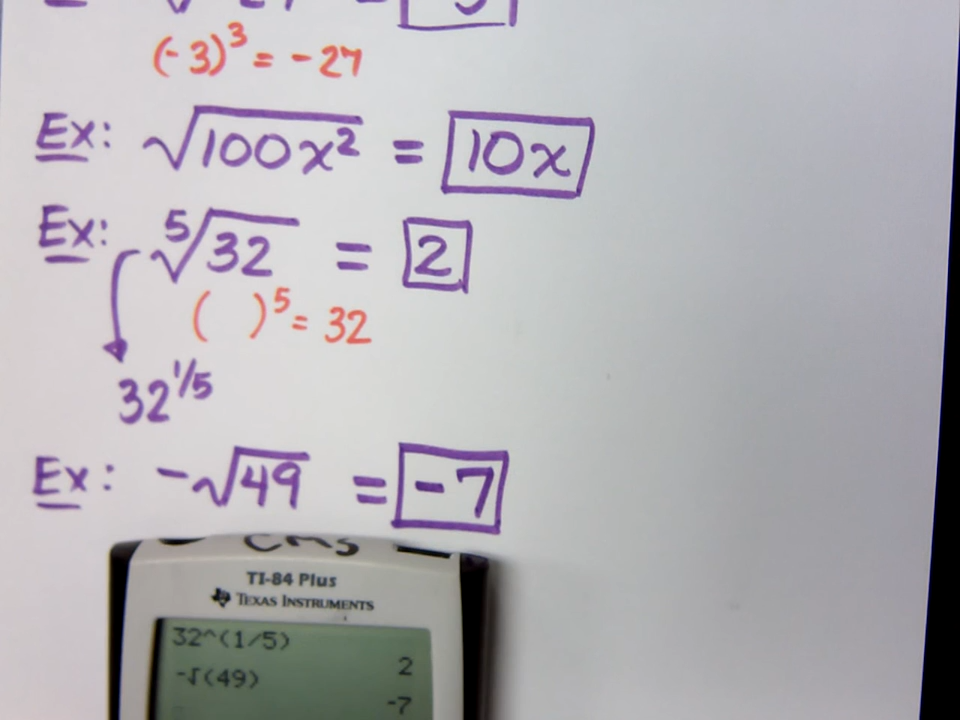 (-3)³ = -27
Ex: √100x² = 10x
Ex: ⁵√32 = 2
( )⁵ = 32
32^1/5
Ex: -√49 = -7
CMS
TI-84 Plus
TEXAS INSTRUMENTS
32^(1/5)
2
-√(49)
-7